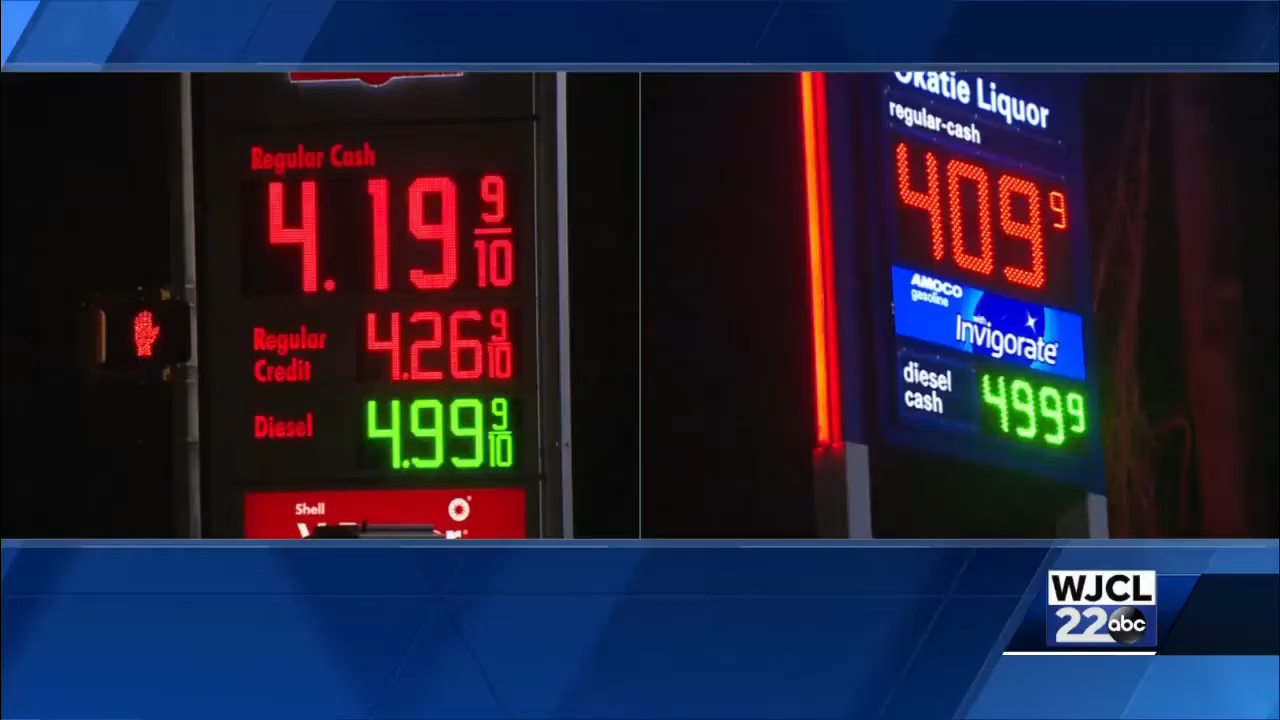 Regular Cash
4.19 9/10
Regular
Credit
4.26 9/10
Diesel
4.99 9/10
Shell
Okatie Liquor
regular-cash
409 9
AMOCO
gasoline
with
Invigorate
diesel
cash
499 9
WJCL
22 abc